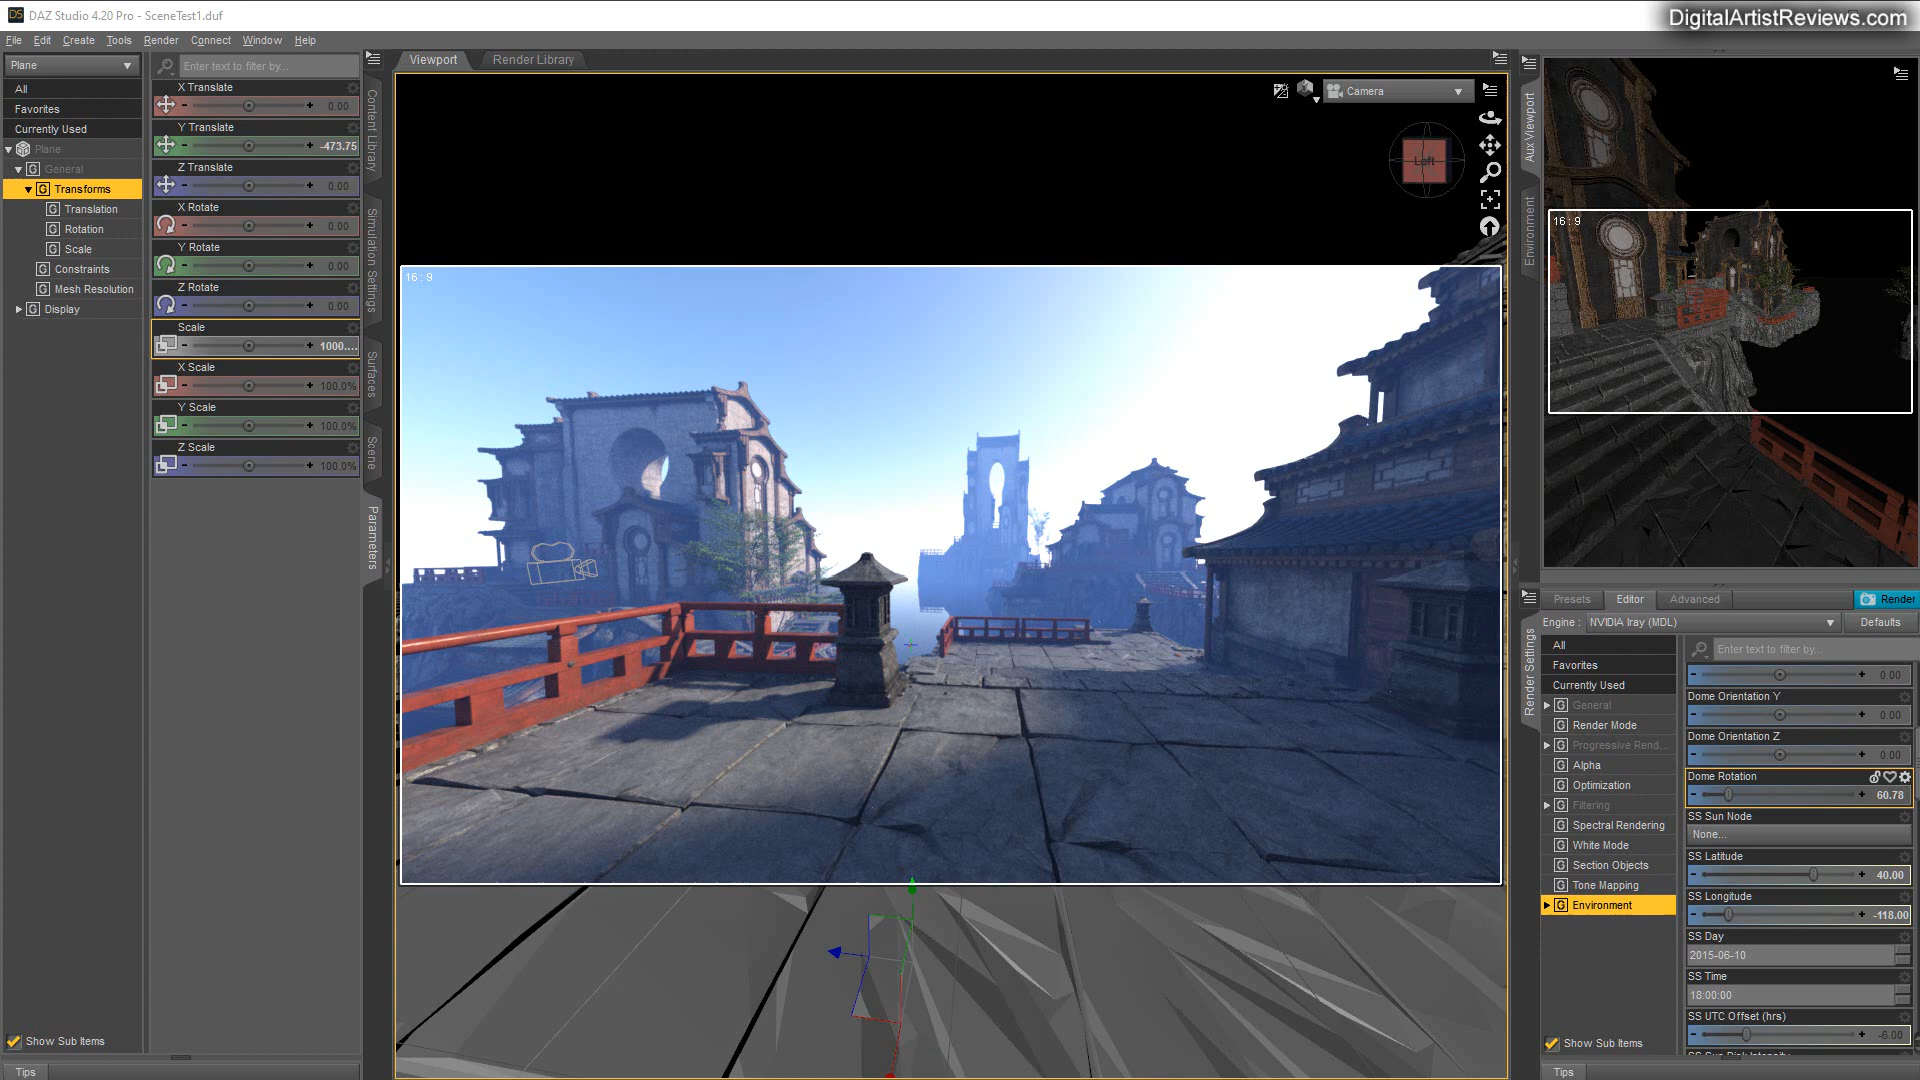 DAZ Studio 4.20 Pro - SceneTest1.duf
DigitalArtistReviews.com
File Edit Create Tools Render Connect Window Help
Plane
All
Favorites
Currently Used
Plane
General
Transforms
Translation
Rotation
Scale
Constraints
Mesh Resolution
Display
Show Sub Items
Tips
Enter text to filter by...
X Translate
0.00
Y Translate
-473.75
Z Translate
0.00
X Rotate
0.00
Y Rotate
0.00
Z Rotate
0.00
Scale
1000....
X Scale
100.0%
Y Scale
100.0%
Z Scale
100.0%
Content Library
Simulation Settings
Surfaces
Scene
Parameters
Viewport
Render Library
Camera
Left
16 : 9
Aux Viewport
Environment
16 : 9
Render Settings
Presets
Editor
Advanced
Render
Engine :
NVIDIA Iray (MDL)
Defaults
All
Favorites
Currently Used
General
Render Mode
Progressive Rend...
Alpha
Optimization
Filtering
Spectral Rendering
White Mode
Section Objects
Tone Mapping
Environment
Show Sub Items
Tips
Enter text to filter by...
0.00
Dome Orientation Y
0.00
Dome Orientation Z
0.00
Dome Rotation
60.78
SS Sun Node
None...
SS Latitude
40.00
SS Longitude
-118.00
SS Day
2015-06-10
SS Time
18:00:00
SS UTC Offset (hrs)
-6.00